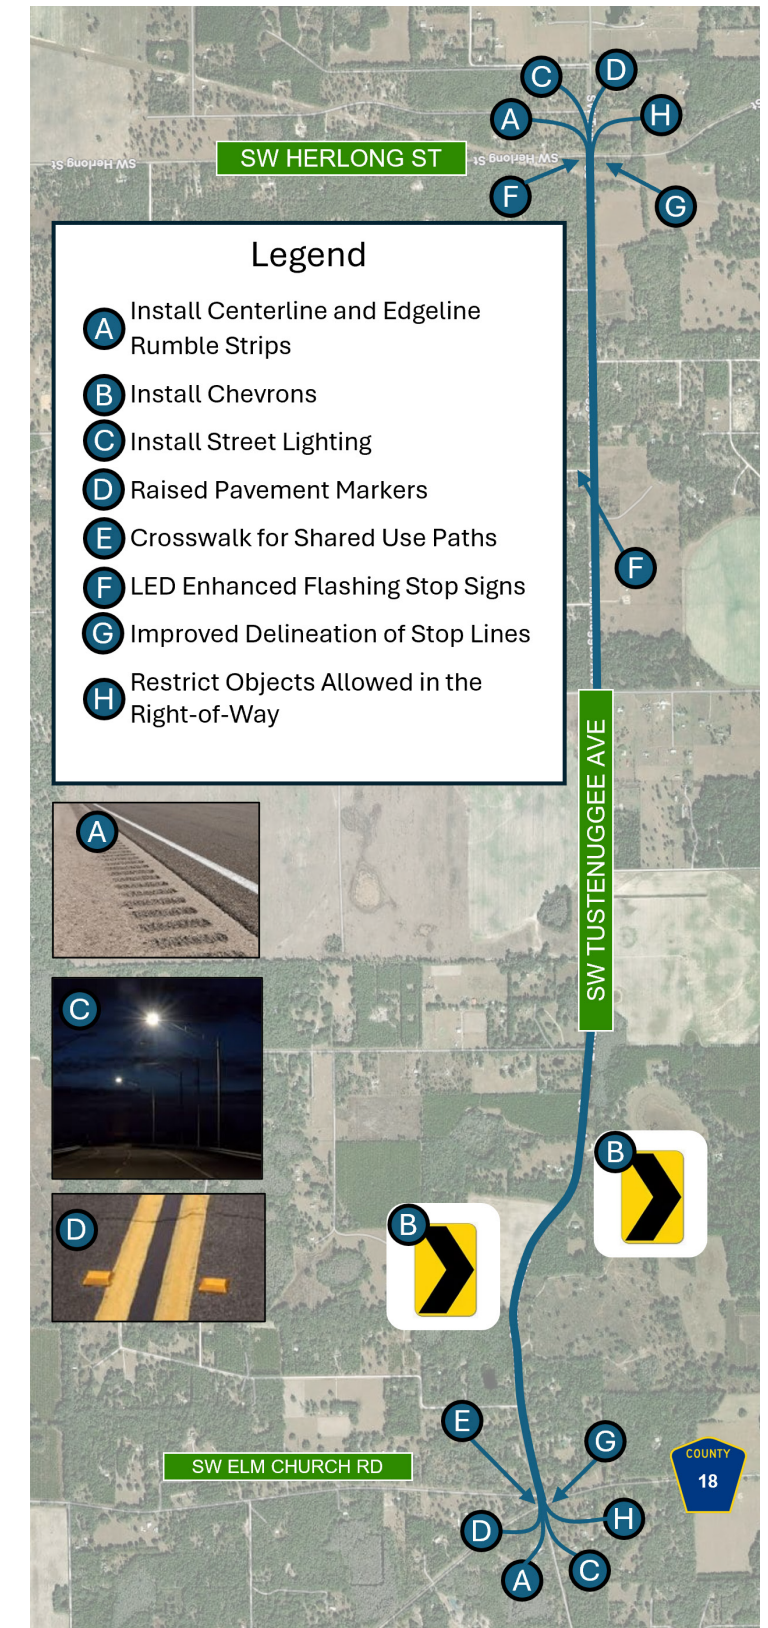 C
D
A
H
SW Herlong St
SW HERLONG ST
SW Herlong St
F
G
Legend
A
Install Centerline and Edgeline
Rumble Strips
B
Install Chevrons
C
Install Street Lighting
D
Raised Pavement Markers
E
Crosswalk for Shared Use Paths
F
LED Enhanced Flashing Stop Signs
G
Improved Delineation of Stop Lines
H
Restrict Objects Allowed in the
Right-of-Way
F
SW TUSTENUGGEE AVE
A
C
B
D
B
E
G
SW ELM CHURCH RD
COUNTY
18
D
H
A
C